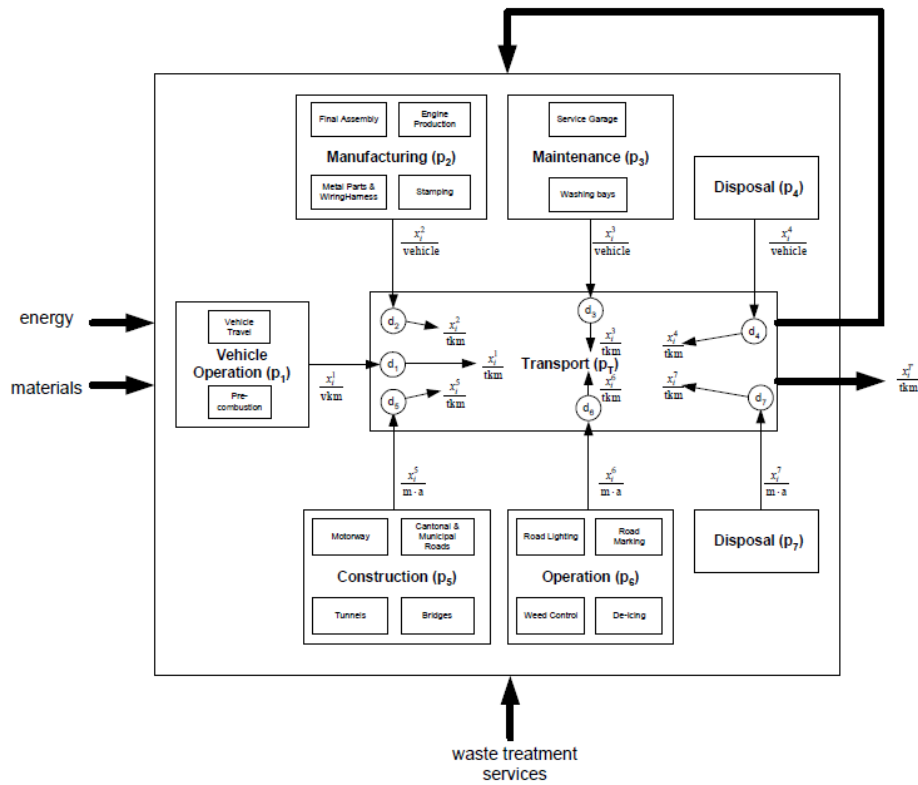 Final Assembly
Engine
Production
Manufacturing (p2)
Metal Parts &
WiringHarness
Stamping
Service Garage
Maintenance (p3)
Washing bays
Disposal (p4)
x_i^2/vehicle
x_i^3/vehicle
x_i^4/vehicle
energy
materials
Vehicle
Travel
Vehicle
Operation (p1)
Pre-
combustion
x_i^1/vkm
d2
x_i^2/tkm
d1
x_i^1/tkm
d5
x_i^5/tkm
d3
x_i^3/tkm
Transport (pT)
x_i^6/tkm
d6
d4
x_i^4/tkm
x_i^7/tkm
d7
x_i^T/tkm
x_i^5/m · a
x_i^6/m · a
x_i^7/m · a
Motorway
Cantonal &
Municipal
Roads
Construction (p5)
Tunnels
Bridges
Road Lighting
Road
Marking
Operation (p6)
Weed Control
De-icing
Disposal (p7)
waste treatment
services